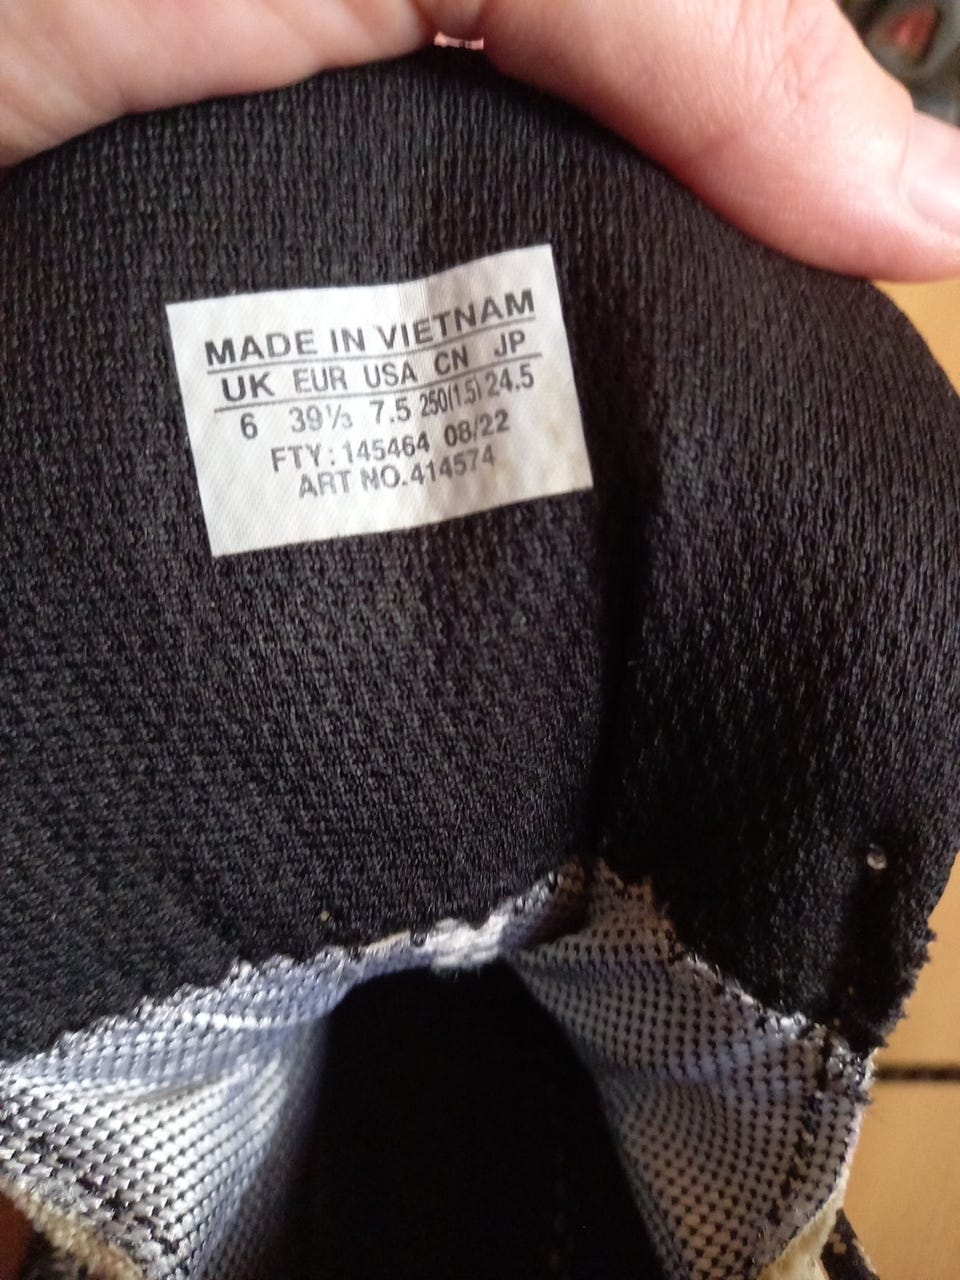 MADE IN VIETNAM
UK EUR USA CN JP
6 39⅓ 7.5 250(1.5) 24.5
FTY:145464 08/22
ART NO.414574